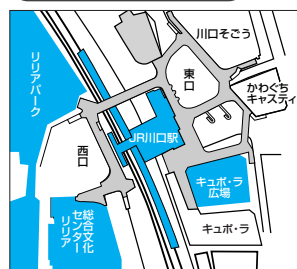 川口そごう
リリアパーク
東口
かわぐち
キャスティ
JR川口駅
西口
キュポ・ラ
広場
総合文化
センター
リリア
キュポ・ラ